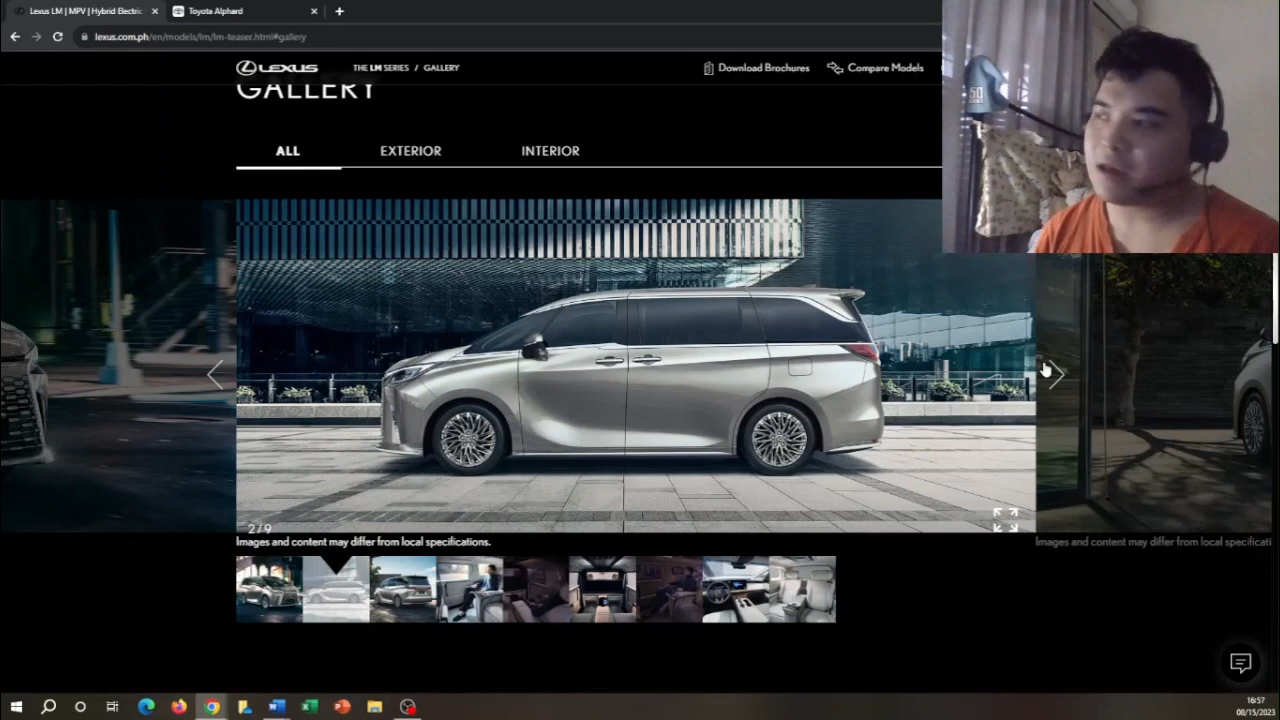 Lexus LM | MPV | Hybrid Electric
Toyota Alphard
lexus.com.ph/en/models/lm/lm-teaser.html#gallery
LEXUS
THE LM SERIES / GALLERY
Download Brochures
Compare Models
GALLERY
ALL
EXTERIOR
INTERIOR
2/9
Images and content may differ from local specifications.
Images and content may differ from local specificati
16:57
08/15/2023